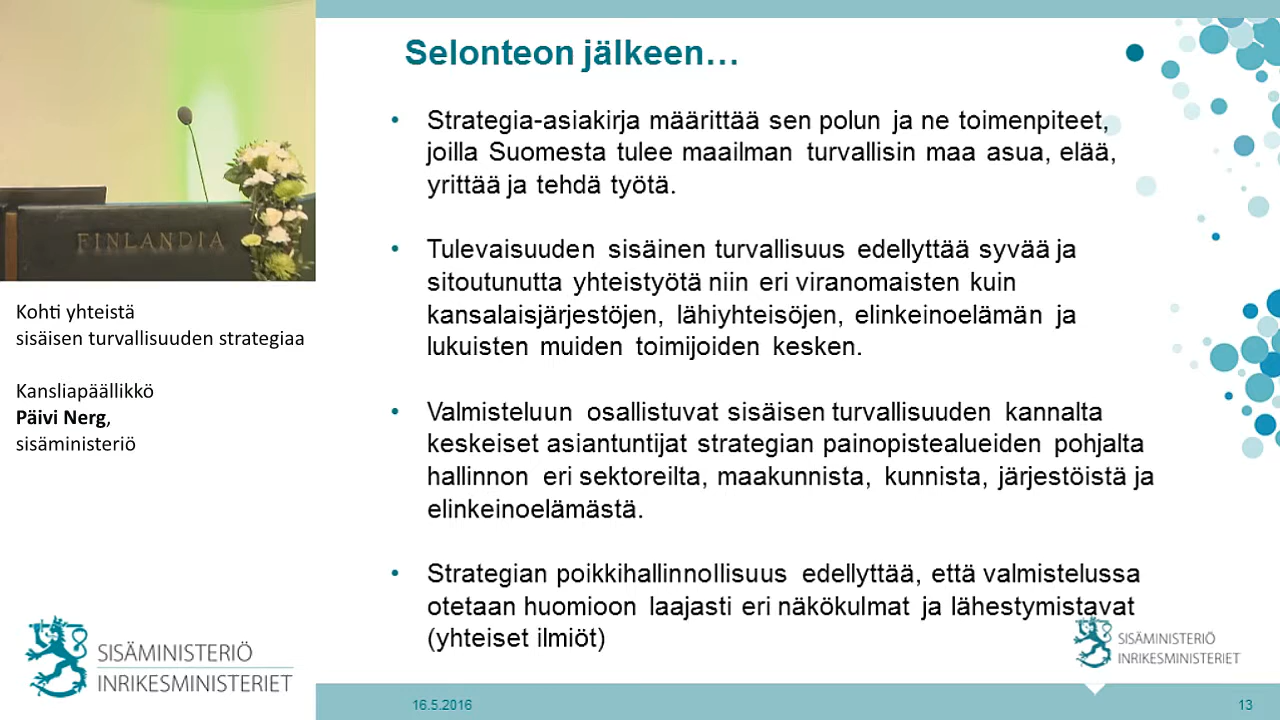 FINLANDIA
Kohti yhteistä
sisäisen turvallisuuden strategiaa
Kansliapäällikkö
Päivi Nerg,
sisäministeriö
SISÄMINISTERIÖ
INRIKESMINISTERIET
Selonteon jälkeen…
• Strategia-asiakirja määrittää sen polun ja ne toimenpiteet,
joilla Suomesta tulee maailman turvallisin maa asua, elää,
yrittää ja tehdä työtä.
• Tulevaisuuden sisäinen turvallisuus edellyttää syvää ja
sitoutunutta yhteistyötä niin eri viranomaisten kuin
kansalaisjärjestöjen, lähiyhteisöjen, elinkeinoelämän ja
lukuisten muiden toimijoiden kesken.
• Valmisteluun osallistuvat sisäisen turvallisuuden kannalta
keskeiset asiantuntijat strategian painopistealueiden pohjalta
hallinnon eri sektoreilta, maakunnista, kunnista, järjestöistä ja
elinkeinoelämästä.
• Strategian poikkihallinnollisuus edellyttää, että valmistelussa
otetaan huomioon laajasti eri näkökulmat ja lähestymistavat
(yhteiset ilmiöt)
SISÄMINISTERIÖ
INRIKESMINISTERIET
16.5.2016
13